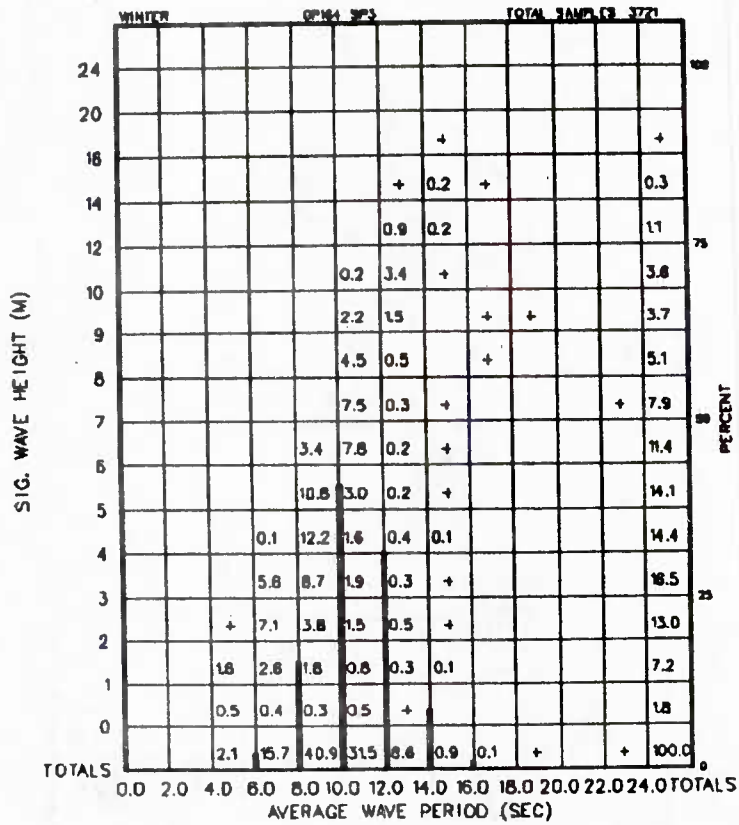 WINTER OP164 SP3 TOTAL SAMPLES 3721
24 100
20
+ +
16
+ 0.2 + 0.3
14
0.9 0.2 1.1
12 75
0.2 3.4 + 3.6
10
2.2 1.5 + + 3.7
9
4.5 0.5 + 5.1
8
7.5 0.3 + + 7.9
7 50
3.4 7.8 0.2 + 11.4
6
10.8 3.0 0.2 + 14.1
5
0.1 12.2 1.6 0.4 0.1 14.4
4
5.8 8.7 1.9 0.3 + 16.5
3 25
+ 7.1 3.8 1.5 0.5 + 13.0
2
1.8 2.6 1.8 0.8 0.3 0.1 7.2
1
0.5 0.4 0.3 0.5 + 1.8
0
2.1 15.7 40.9 31.5 8.6 0.9 0.1 + + 100.0
TOTALS 0
0.0 2.0 4.0 6.0 8.0 10.0 12.0 14.0 16.0 18.0 20.0 22.0 24.0 TOTALS
AVERAGE WAVE PERIOD (SEC)
SIG. WAVE HEIGHT (M)
PERCENT